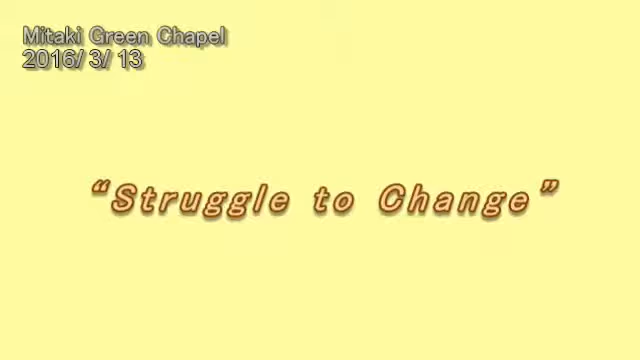 Mitaki Green Chapel
2016/ 3/ 13
“Struggle to Change”